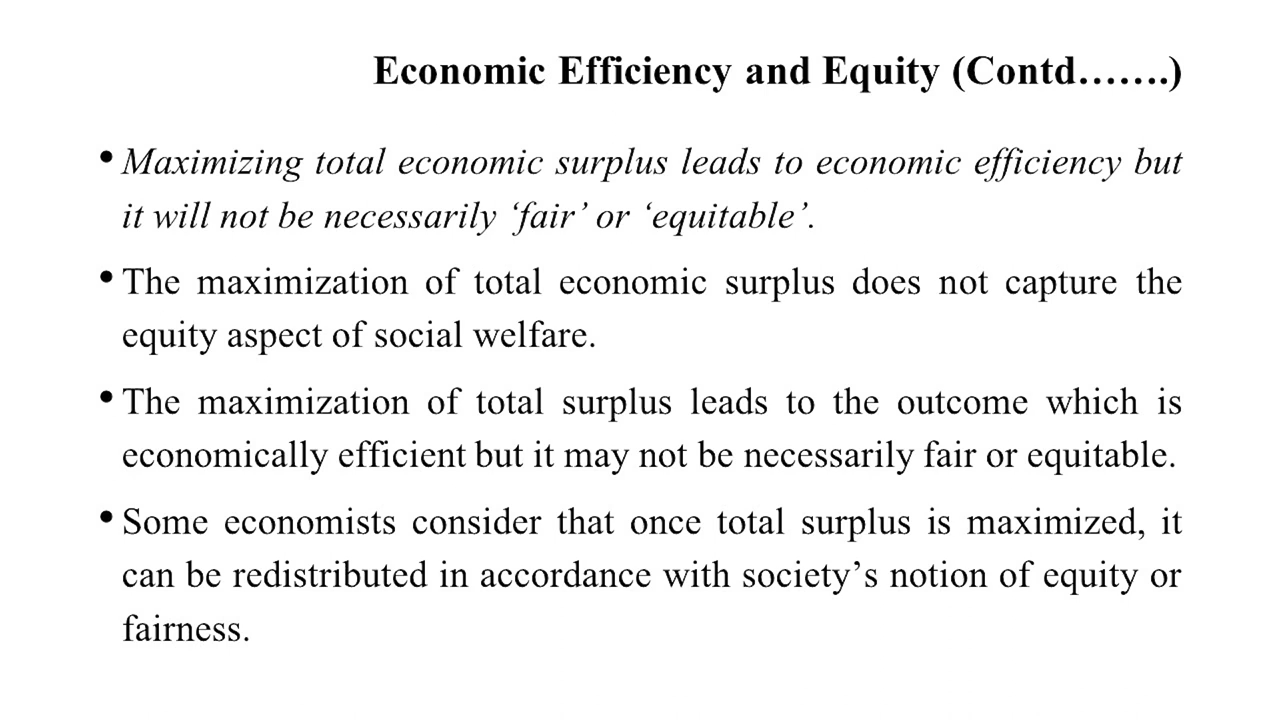 Economic Efficiency and Equity (Contd…….)
• Maximizing total economic surplus leads to economic efficiency but
it will not be necessarily ‘fair’ or ‘equitable’.
• The maximization of total economic surplus does not capture the
equity aspect of social welfare.
• The maximization of total surplus leads to the outcome which is
economically efficient but it may not be necessarily fair or equitable.
• Some economists consider that once total surplus is maximized, it
can be redistributed in accordance with society’s notion of equity or
fairness.